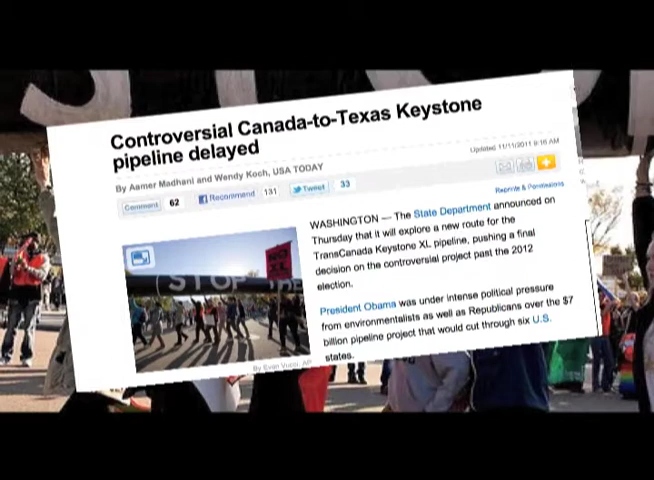 Controversial Canada-to-Texas Keystone
pipeline delayed
Updated 11/11/2011 9:16 AM
By Aamer Madhani and Wendy Koch, USA TODAY
Comment 62 Recommend 131 Tweet 33
Reprints & Permissions
WASHINGTON — The State Department announced on
Thursday that it will explore a new route for the
TransCanada Keystone XL pipeline, pushing a final
decision on the controversial project past the 2012
election.
President Obama was under intense political pressure
from environmentalists as well as Republicans over the $7
billion pipeline project that would cut through six U.S.
states.
STOP
NO
XL
By Evan Vucci, AP